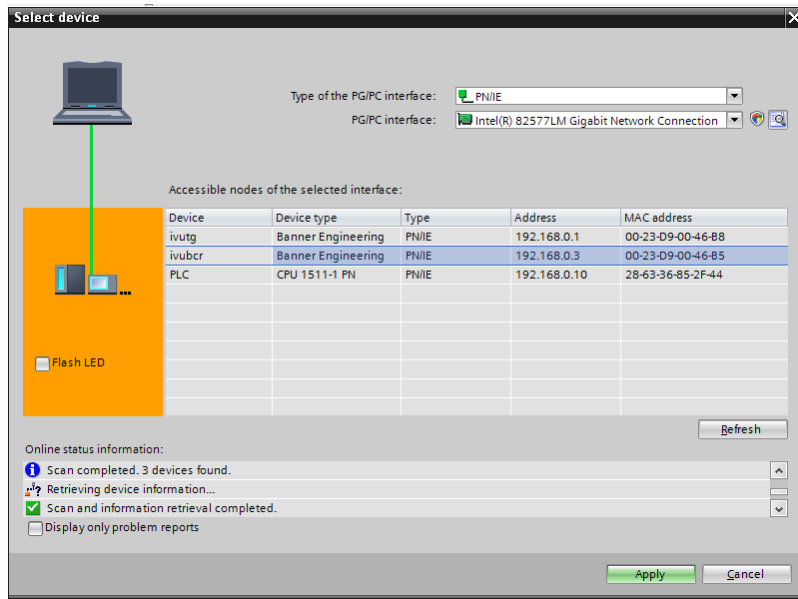 Select device
Type of the PG/PC interface: PN/IE
PG/PC interface: Intel(R) 82577LM Gigabit Network Connection
Accessible nodes of the selected interface:
Device Device type Type Address MAC address
ivutg Banner Engineering PN/IE 192.168.0.1 00-23-D9-00-46-B8
ivubcr Banner Engineering PN/IE 192.168.0.3 00-23-D9-00-46-B5
PLC CPU 1511-1 PN PN/IE 192.168.0.10 28-63-36-85-2F-44
Flash LED
Refresh
Online status information:
Scan completed. 3 devices found.
Retrieving device information...
Scan and information retrieval completed.
Display only problem reports
Apply Cancel